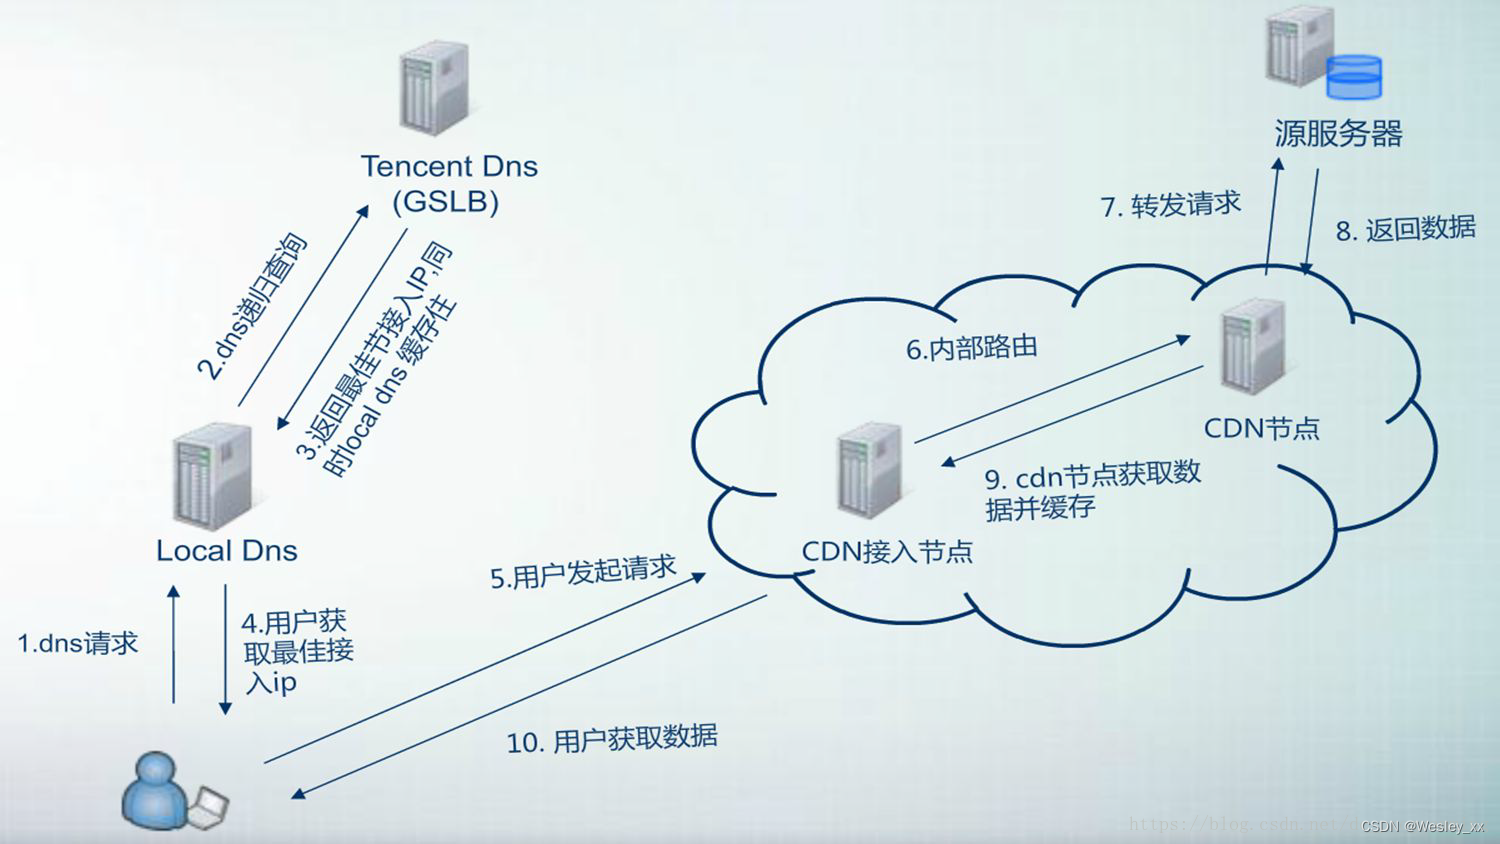 Tencent Dns
(GSLB)
源服务器
7. 转发请求
8. 返回数据
2.dns递归查询
3.返回最佳节接入IP,同
时local dns 缓存住
6.内部路由
CDN节点
9. cdn节点获取数
据并缓存
CDN接入节点
Local Dns
5.用户发起请求
1.dns请求
4.用户获
取最佳接
入ip
10. 用户获取数据
https://blog.csdn.net/
CSDN @Wesley_xx